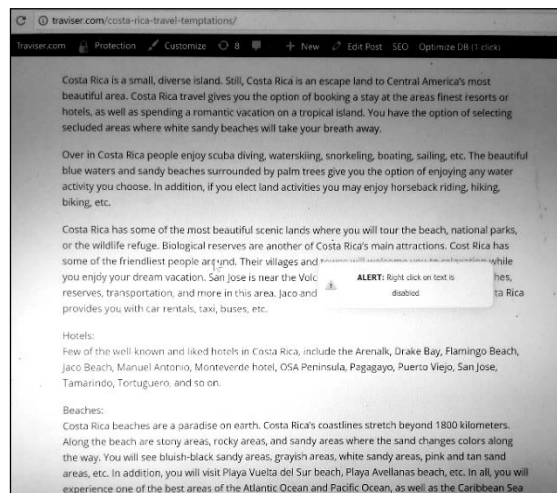 traviser.com/costa-rica-travel-temptations/
Traviser.com Protection Customize 8 + New Edit Post SEO Optimize DB (1 click)
Costa Rica is a small, diverse island. Still, Costa Rica is an escape land to Central America's most
beautiful area. Costa Rica travel gives you the option of booking a stay at the areas finest resorts or
hotels, as well as spending a romantic vacation on a tropical island. You have the option of selecting
secluded areas where white sandy beaches will take your breath away.
Over in Costa Rica people enjoy scuba diving, waterskiing, snorkeling, boating, sailing, etc. The beautiful
blue waters and sandy beaches surrounded by palm trees give you the option of enjoying any water
activity you choose. In addition, if you elect land activities you may enjoy horseback riding, hiking,
biking, etc.
Costa Rica has some of the most beautiful scenic lands where you will tour the beach, national parks,
or the wildlife refuge. Biological reserves are another of Costa Rica's main attractions. Cost Rica has
some of the friendliest people around. Their villages and towns will welcome you to relaxation while
you enjoy your dream vacation. San Jose is near the Volc hes,
ALERT: Right click on text is
disabled
reserves, transportation, and more in this area. Jaco and ta Rica
provides you with car rentals, taxi, buses, etc.
Hotels:
Few of the well-known and liked hotels in Costa Rica, include the Arenalk, Drake Bay, Flamingo Beach,
Jaco Beach, Manuel Antonio, Monteverde hotel, OSA Peninsula, Pagagayo, Puerto Viejo, San Jose,
Tamarindo, Tortuguero, and so on.
Beaches:
Costa Rica beaches are a paradise on earth. Costa Rica's coastlines stretch beyond 1800 kilometers.
Along the beach are stony areas, rocky areas, and sandy areas where the sand changes colors along
the way. You will see bluish-black sandy areas, grayish areas, white sandy areas, pink and tan sand
areas, etc. In addition, you will visit Playa Vuelta del Sur beach, Playa Avellanas beach, etc. In all, you will
experience one of the best areas of the Atlantic Ocean and Pacific Ocean, as well as the Caribbean Sea